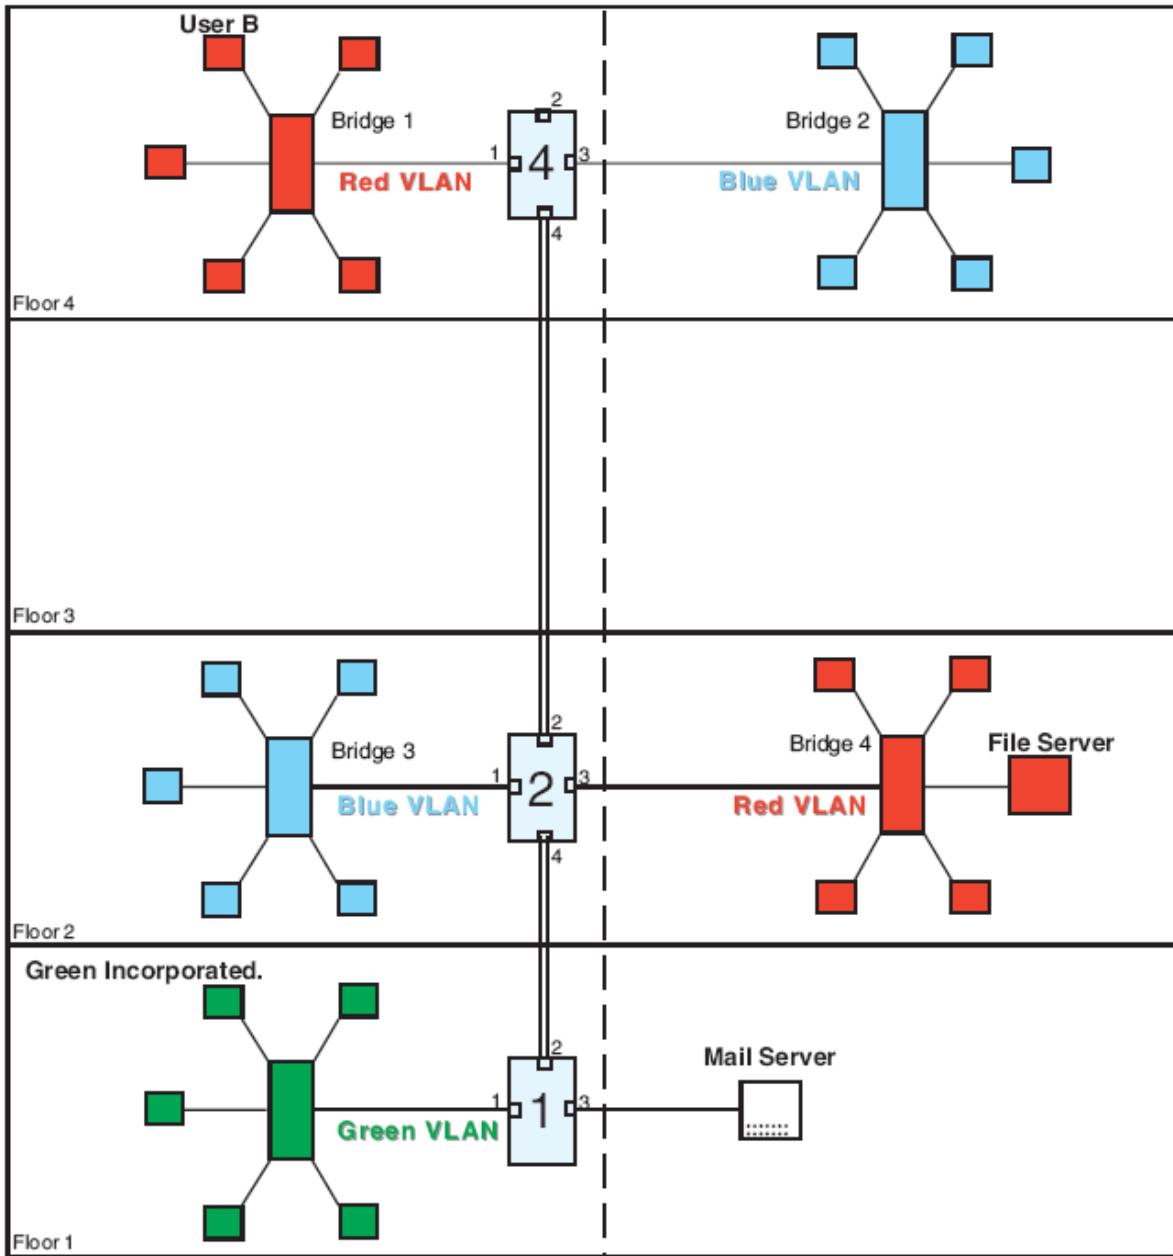 User B
Bridge 1
2
Bridge 2
1
4
3
Red VLAN
Blue VLAN
4
Floor 4
Floor 3
2
Bridge 3
Bridge 4
File Server
1
2
3
Blue VLAN
Red VLAN
4
Floor 2
Green Incorporated.
2
Mail Server
1
1
3
Green VLAN
Floor 1